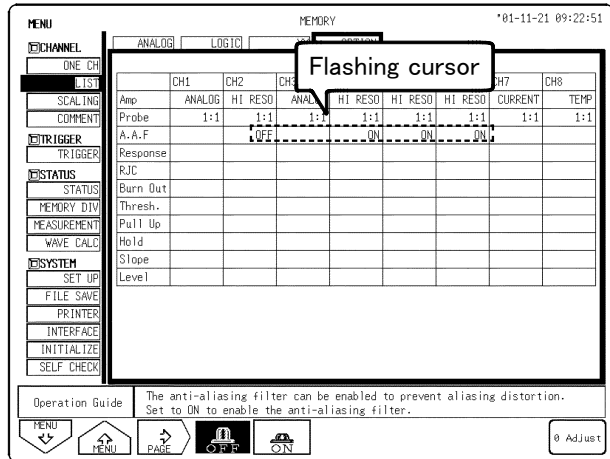 MENU
MEMORY
'01-11-21 09:22:51
CHANNEL
ONE CH
LIST
SCALING
COMMENT
TRIGGER
TRIGGER
STATUS
STATUS
MEMORY DIV
MEASUREMENT
WAVE CALC
SYSTEM
SET UP
FILE SAVE
PRINTER
INTERFACE
INITIALIZE
SELF CHECK
ANALOG LOGIC
Flashing cursor
CH1 CH2 CH3 CH7 CH8
Amp ANALOG HI RESO ANALOG HI RESO HI RESO HI RESO CURRENT TEMP
Probe 1:1 1:1 1:1 1:1 1:1 1:1 1:1
A.A.F OFF ON ON ON
Response
RJC
Burn Out
Thresh.
Pull Up
Hold
Slope
Level
Operation Guide
The anti-aliasing filter can be enabled to prevent aliasing distortion.
Set to ON to enable the anti-aliasing filter.
MENU
MENU
PAGE
OFF
ON
0 Adjust